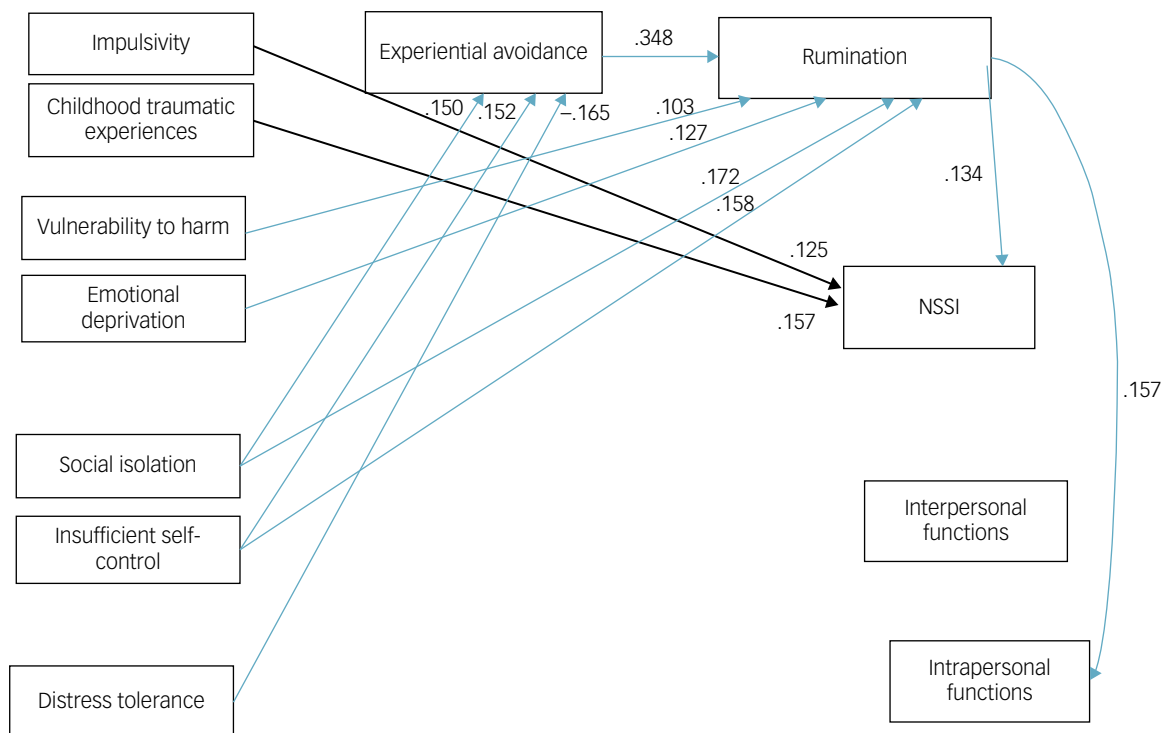 Impulsivity
Childhood traumatic
experiences
Vulnerability to harm
Emotional
deprivation
Social isolation
Insufficient self-
control
Distress tolerance
Experiential avoidance
.348
Rumination
.150
.152
–.165
.103
.127
.172
.158
.134
.125
.157
NSSI
.157
Interpersonal
functions
Intrapersonal
functions